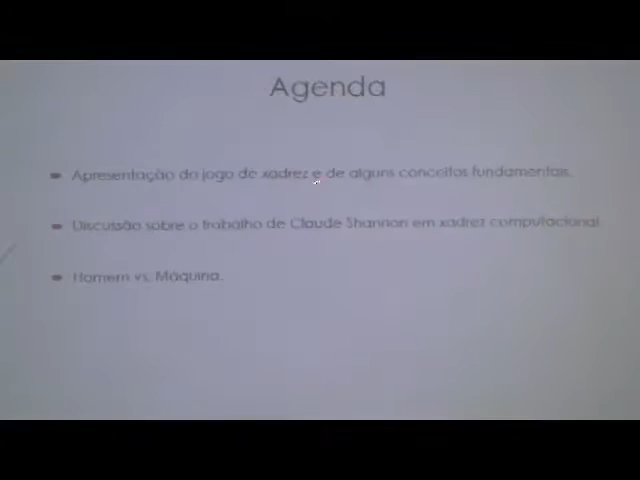 Agenda
Apresentação do jogo de xadrez e de alguns conceitos fundamentais.
Discussão sobre o trabalho de Claude Shannon em xadrez computacional.
Homem vs. Máquina.